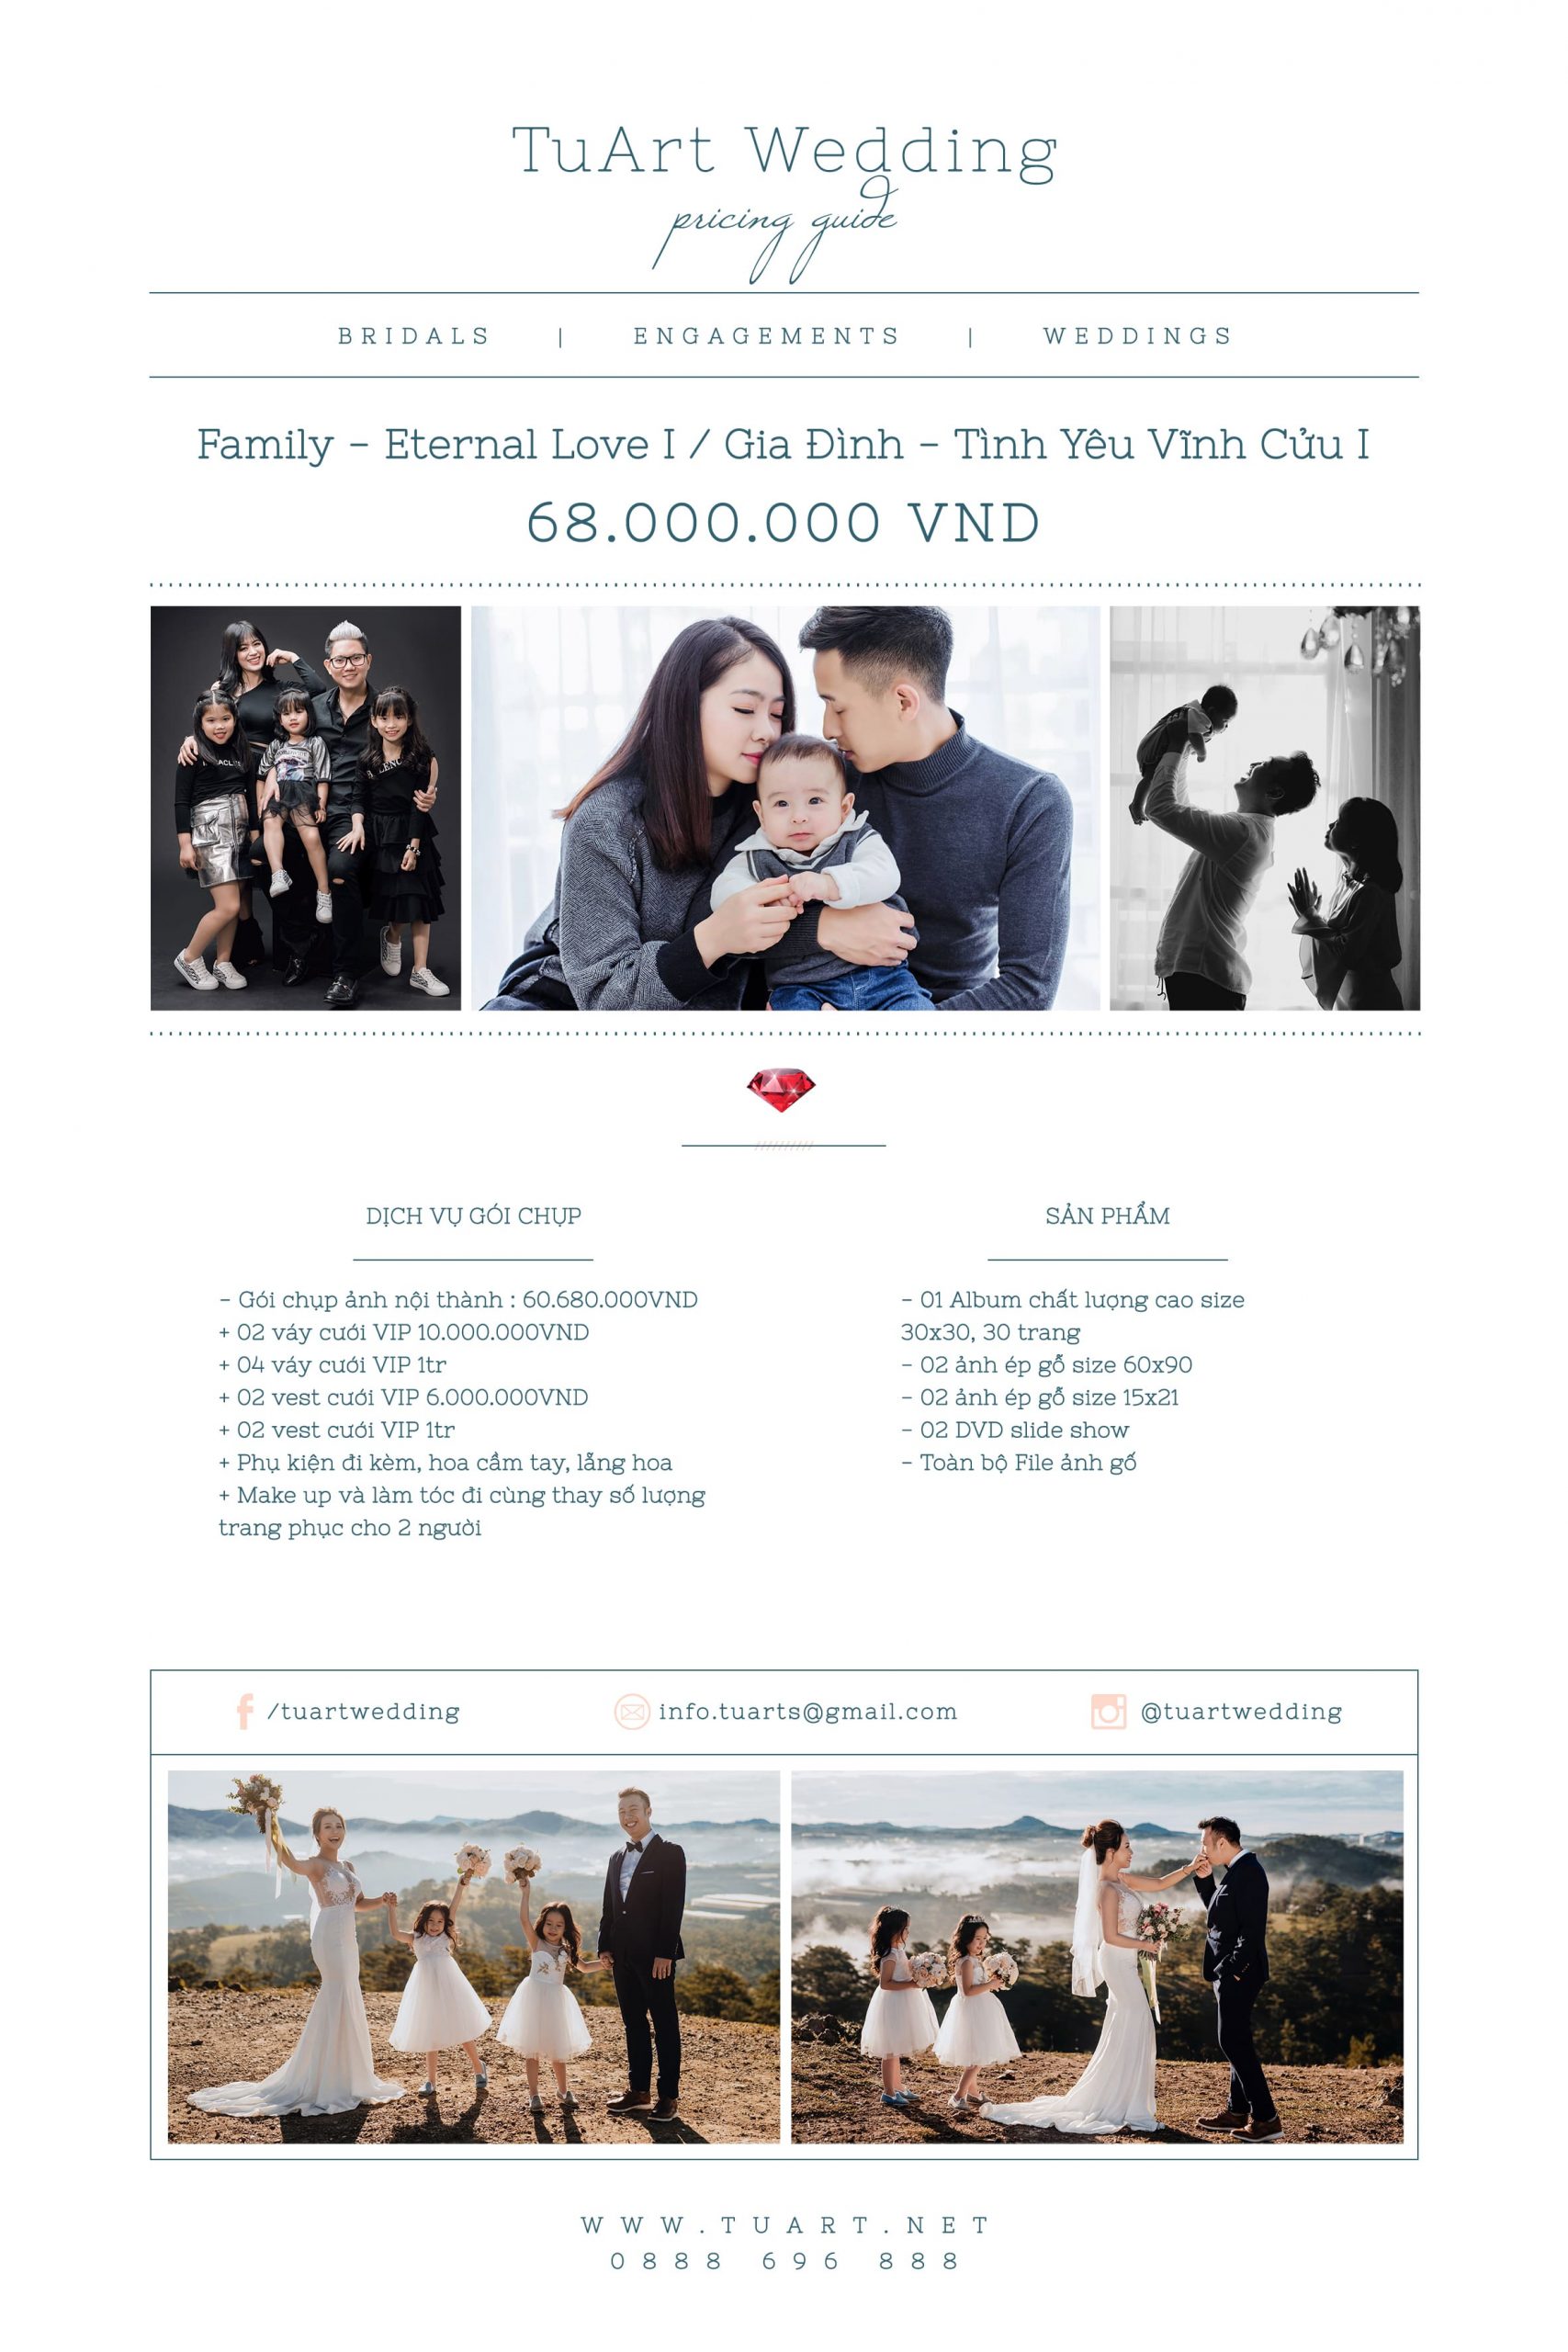 TuArt Wedding
pricing guide
BRIDALS | ENGAGEMENTS | WEDDINGS
Family - Eternal Love I / Gia Đình - Tình Yêu Vĩnh Cửu I
68.000.000 VND
DỊCH VỤ GÓI CHỤP
- Gói chụp ảnh nội thành : 60.680.000VND
+ 02 váy cưới VIP 10.000.000VND
+ 04 váy cưới VIP 1tr
+ 02 vest cưới VIP 6.000.000VND
+ 02 vest cưới VIP 1tr
+ Phụ kiện đi kèm, hoa cầm tay, lẵng hoa
+ Make up và làm tóc đi cùng thay số lượng
trang phục cho 2 người
SẢN PHẨM
- 01 Album chất lượng cao size
30x30, 30 trang
- 02 ảnh ép gỗ size 60x90
- 02 ảnh ép gỗ size 15x21
- 02 DVD slide show
- Toàn bộ File ảnh gố
/tuartwedding
info.tuarts@gmail.com
@tuartwedding
WWW.TUART.NET
0888 696 888